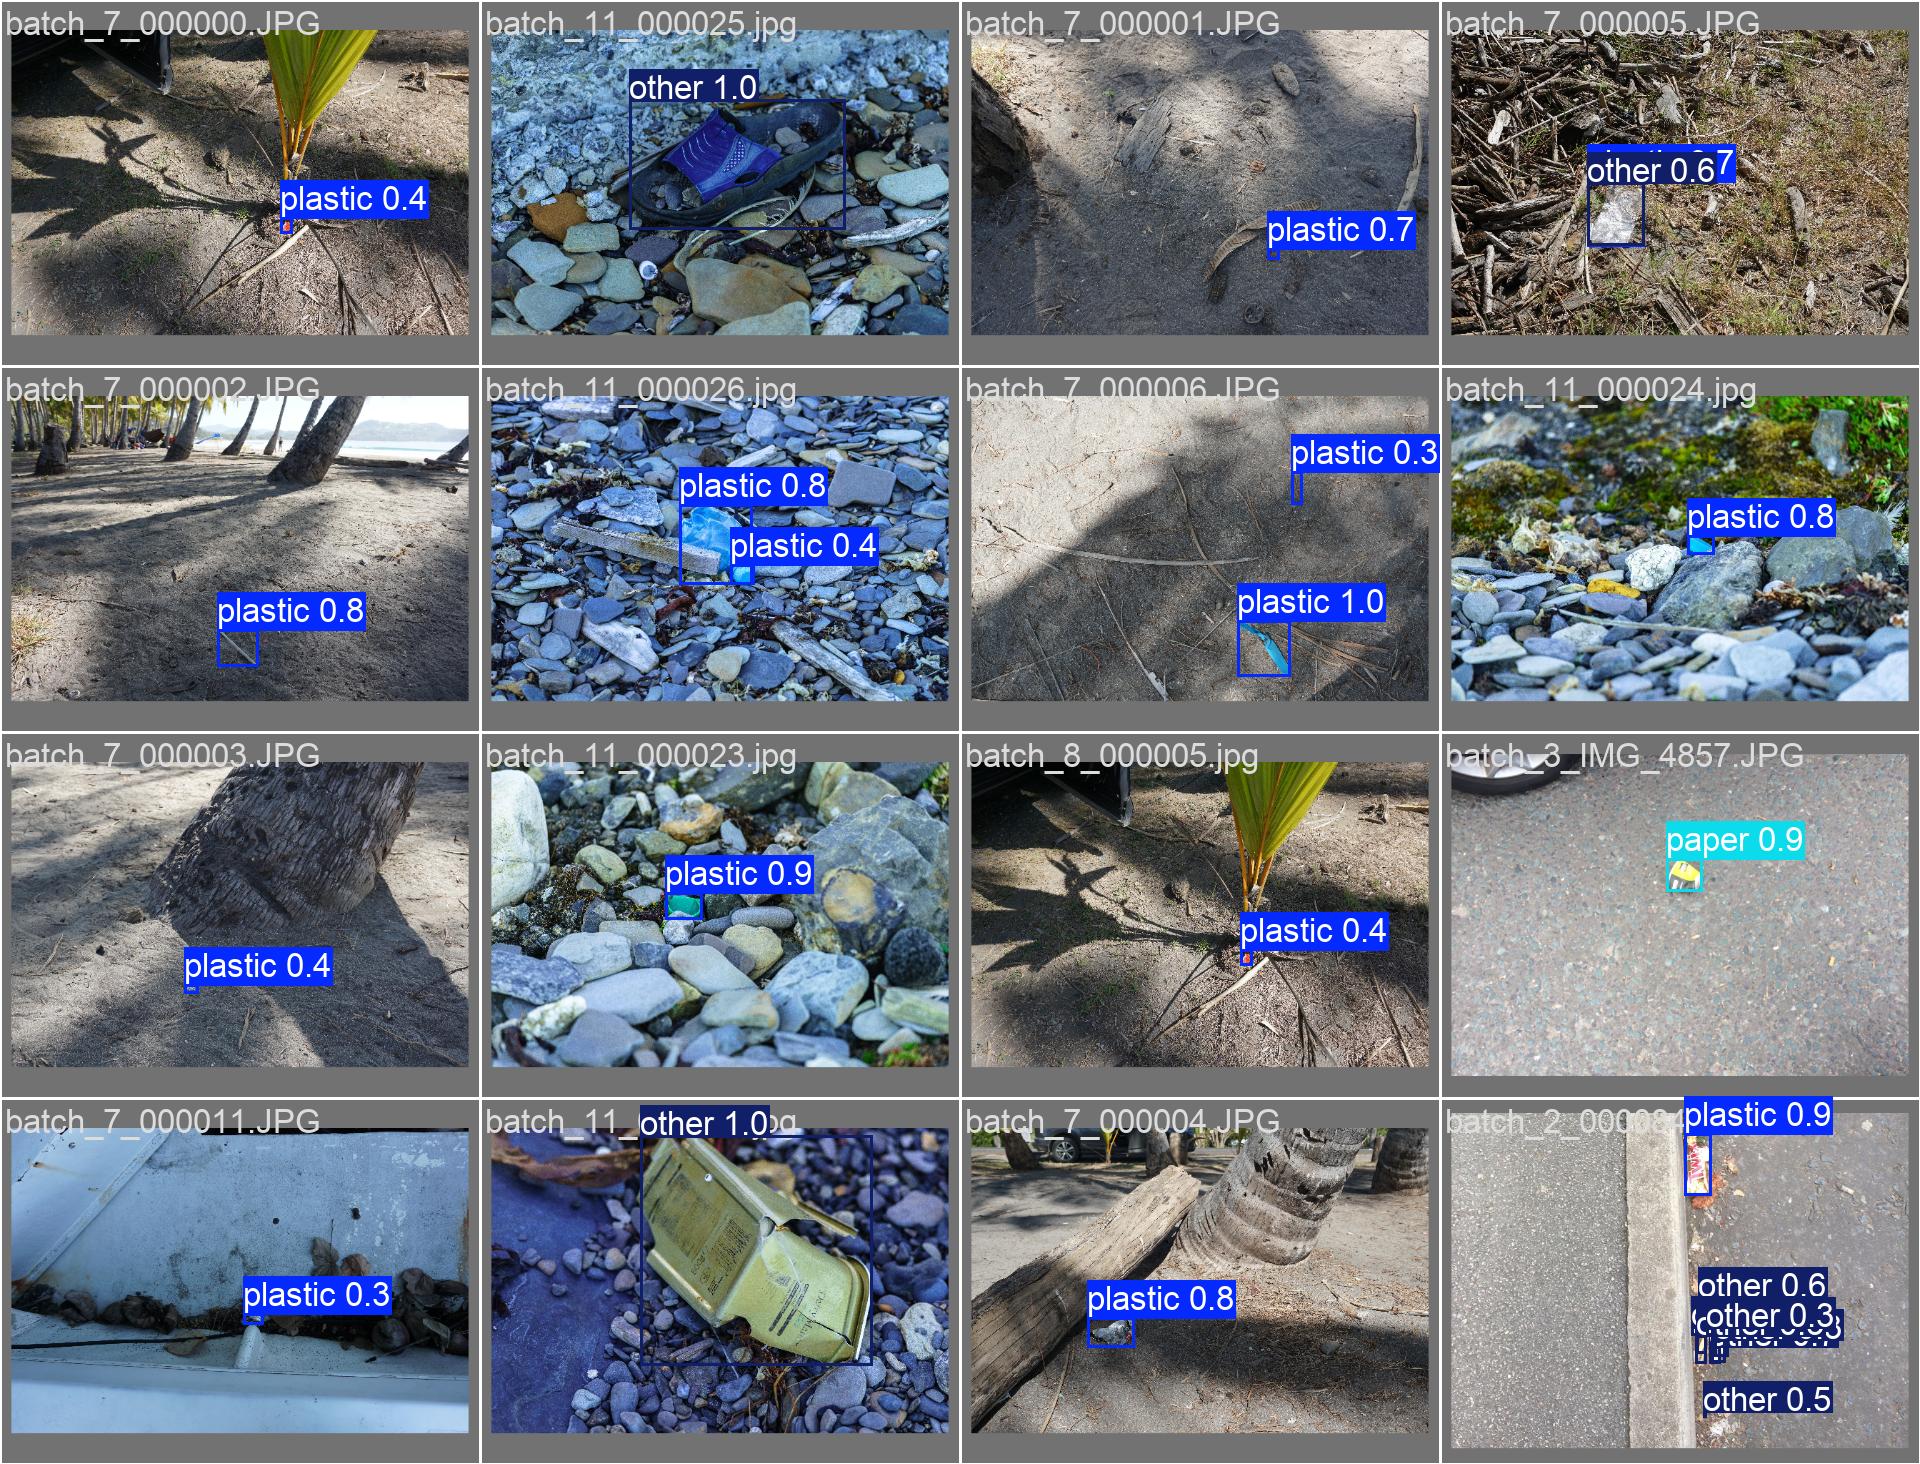 batch_7_000000.JPG
plastic 0.4
batch_11_000025.jpg
other 1.0
batch_7_000001.JPG
plastic 0.7
batch_7_000005.JPG
other 0.6
7
batch_7_000002.JPG
plastic 0.8
batch_11_000026.jpg
plastic 0.8
plastic 0.4
batch_7_000006.JPG
plastic 0.3
plastic 1.0
batch_11_000024.jpg
plastic 0.8
batch_7_000003.JPG
plastic 0.4
batch_11_000023.jpg
plastic 0.9
batch_8_000005.jpg
plastic 0.4
batch_3_IMG_4857.JPG
paper 0.9
batch_7_000011.JPG
plastic 0.3
batch_11_
other 1.0
batch_7_000004.JPG
plastic 0.8
batch_2_000084
plastic 0.9
other 0.6
other 0.3
other 0.5